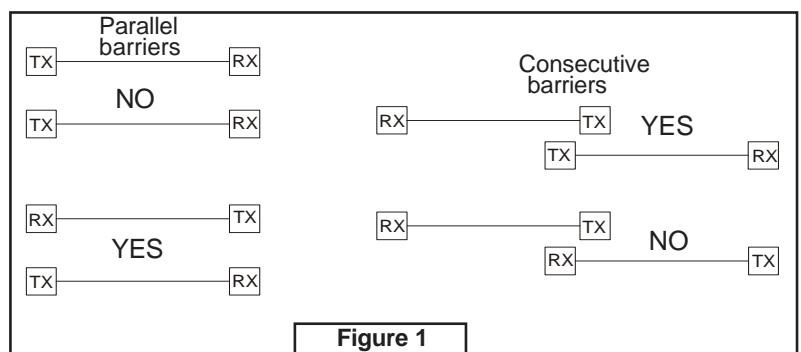 Parallel
barriers
TX RX
NO
TX RX
RX TX
YES
TX RX
Consecutive
barriers
RX TX YES
TX RX
RX TX
NO
RX TX
Figure 1